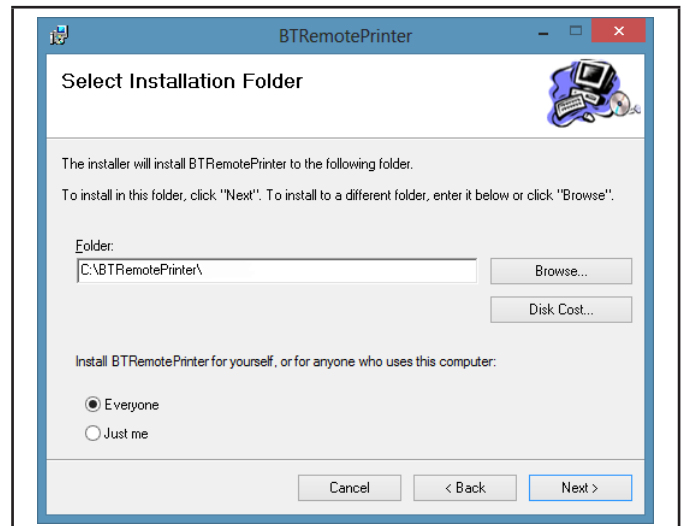 BTRemotePrinter
Select Installation Folder
The installer will install BTRemotePrinter to the following folder.
To install in this folder, click "Next". To install to a different folder, enter it below or click "Browse".
Folder:
C:\BTRemotePrinter\
Browse...
Disk Cost...
Install BTRemotePrinter for yourself, or for anyone who uses this computer:
Everyone
Just me
Cancel
< Back
Next >